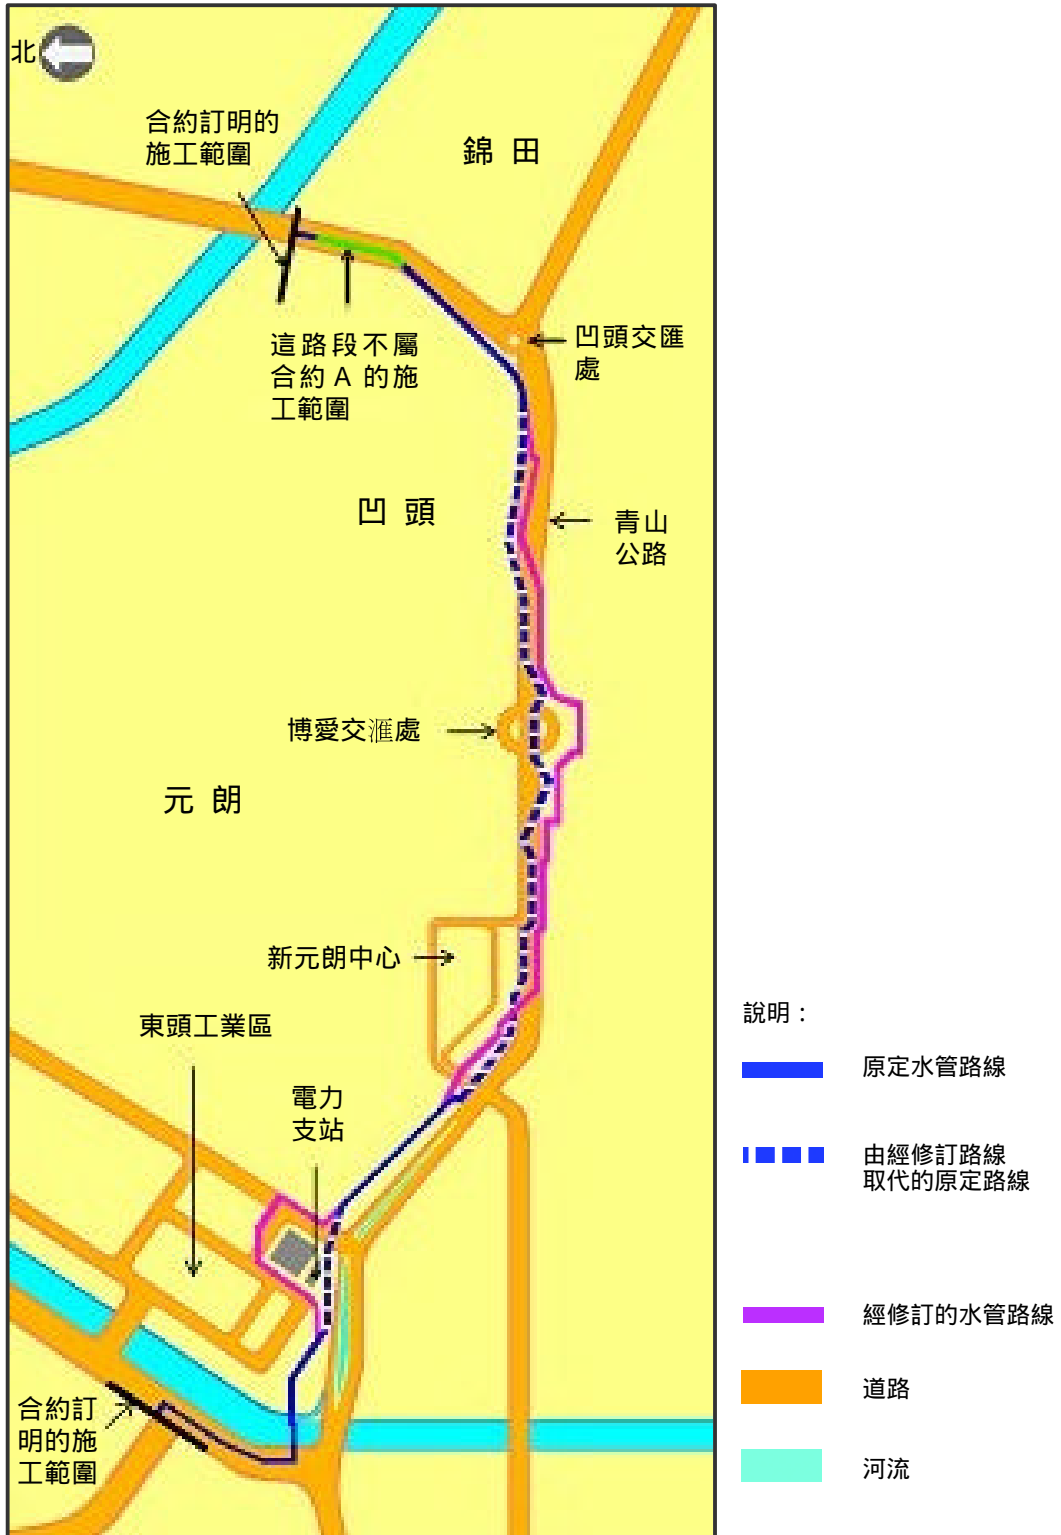 北
合約訂明的
施工範圍
錦 田
這路段不屬
合約 A 的施
工範圍
凹頭交匯
處
凹 頭
青山
公路
博愛交滙處
元 朗
新元朗中心
東頭工業區
電力
支站
合約訂
明的施
工範圍
說明：
原定水管路線
由經修訂路線
取代的原定路線
經修訂的水管路線
道路
河流